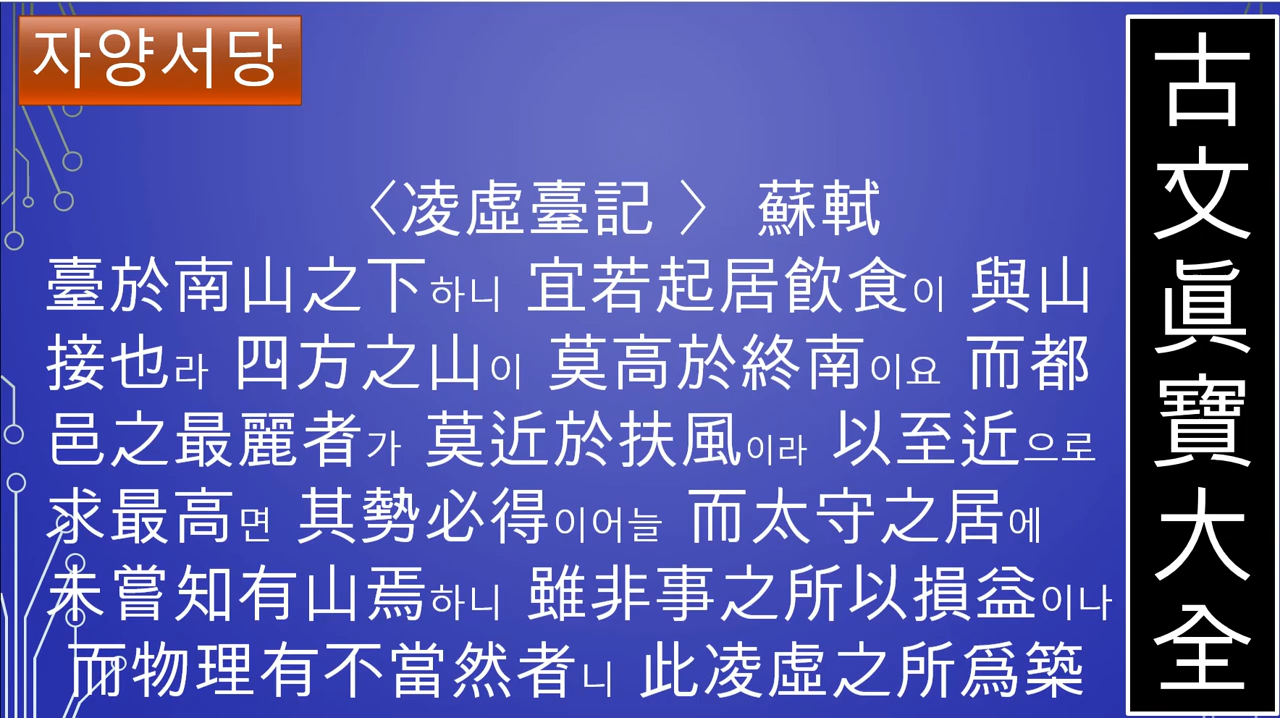 자양서당
〈凌虛臺記 〉 蘇軾
臺於南山之下하니 宜若起居飮食이 與山
接也라 四方之山이 莫高於終南이요 而都
邑之最麗者가 莫近於扶風이라 以至近으로
求最高면 其勢必得이어늘 而太守之居에
未嘗知有山焉하니 雖非事之所以損益이나
而物理有不當然者니 此凌虛之所爲築
古文眞寶大全